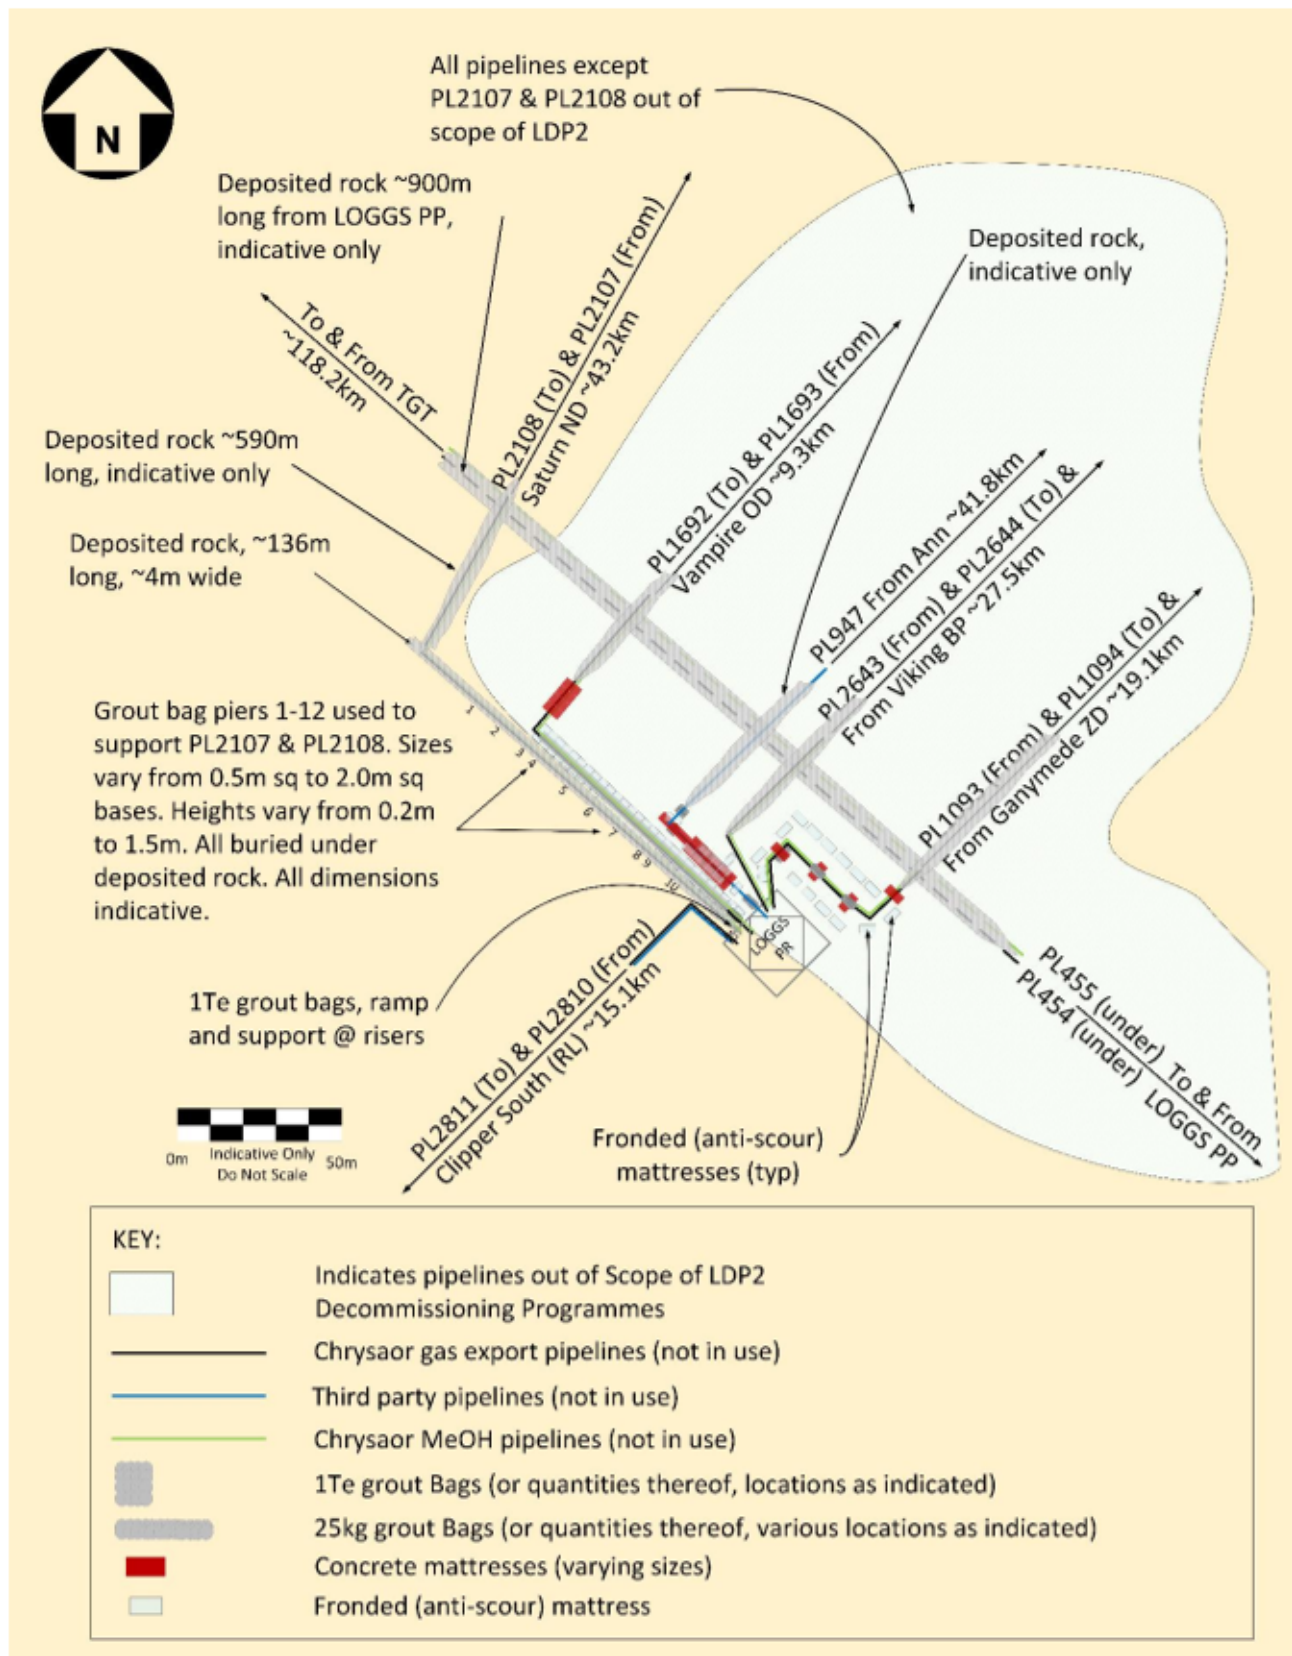 All pipelines except
PL2107 & PL2108 out of
scope of LDP2
N
Deposited rock ~900m
long from LOGGS PP,
indicative only
Deposited rock,
indicative only
To & From TGT
~118.2km
PL2108 (To) & PL2107 (From)
Saturn ND ~43.2km
PL1692 (To) & PL1693 (From)
Vampire OD ~9.3km
Deposited rock ~590m
long, indicative only
PL947 From Ann ~41.8km
PL2643 (From) & PL2644 (To) &
From Viking BP ~27.5km
Deposited rock, ~136m
long, ~4m wide
PL1093 (From) & PL1094 (To) &
From Ganymede ZD ~19.1km
Grout bag piers 1-12 used to
support PL2107 & PL2108. Sizes
vary from 0.5m sq to 2.0m sq
bases. Heights vary from 0.2m
to 1.5m. All buried under
deposited rock. All dimensions
indicative.
1
2
3
4
5
6
7
8
9
10
LOGGS
PR
1Te grout bags, ramp
and support @ risers
PL2811 (To) & PL2810 (From)
Clipper South (RL) ~15.1km
PL455 (under) To & From
PL454 (under) LOGGS PP
Fronded (anti-scour)
mattresses (typ)
0m
Indicative Only
Do Not Scale
50m
KEY:
Indicates pipelines out of Scope of LDP2
Decommissioning Programmes
Chrysaor gas export pipelines (not in use)
Third party pipelines (not in use)
Chrysaor MeOH pipelines (not in use)
1Te grout Bags (or quantities thereof, locations as indicated)
25kg grout Bags (or quantities thereof, various locations as indicated)
Concrete mattresses (varying sizes)
Fronded (anti-scour) mattress